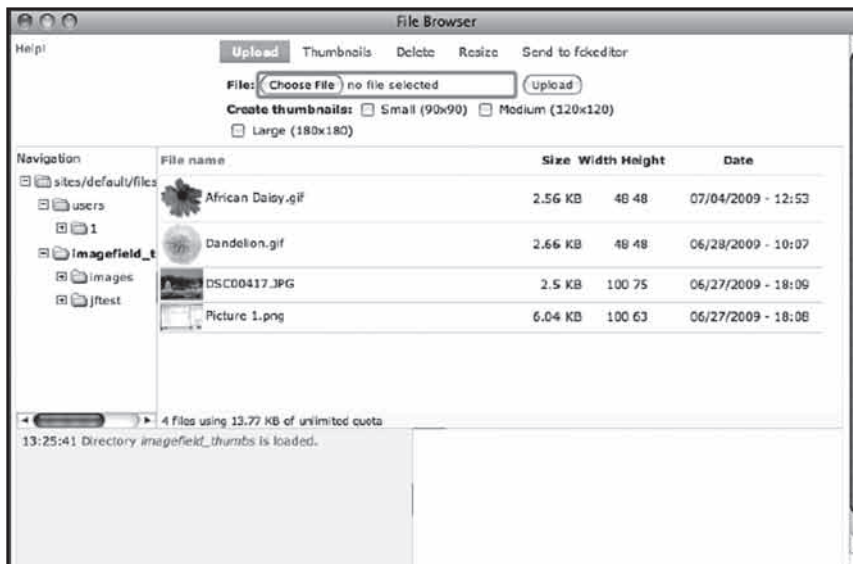 File Browser
Help!
Upload Thumbnails Delete Resize Send to fckeditor
File: Choose File no file selected Upload
Create thumbnails: Small (90x90) Medium (120x120)
Large (180x180)
Navigation
sites/default/files
users
1
imagefield_t
images
jftest
File name Size Width Height Date
African Daisy.gif 2.56 KB 48 48 07/04/2009 - 12:53
Dandelion.gif 2.66 KB 48 48 06/28/2009 - 10:07
DSC00417.JPG 2.5 KB 100 75 06/27/2009 - 18:09
Picture 1.png 6.04 KB 100 63 06/27/2009 - 18:08
4 files using 13.77 KB of unlimited quota
13:25:41 Directory imagefield_thumbs is loaded.